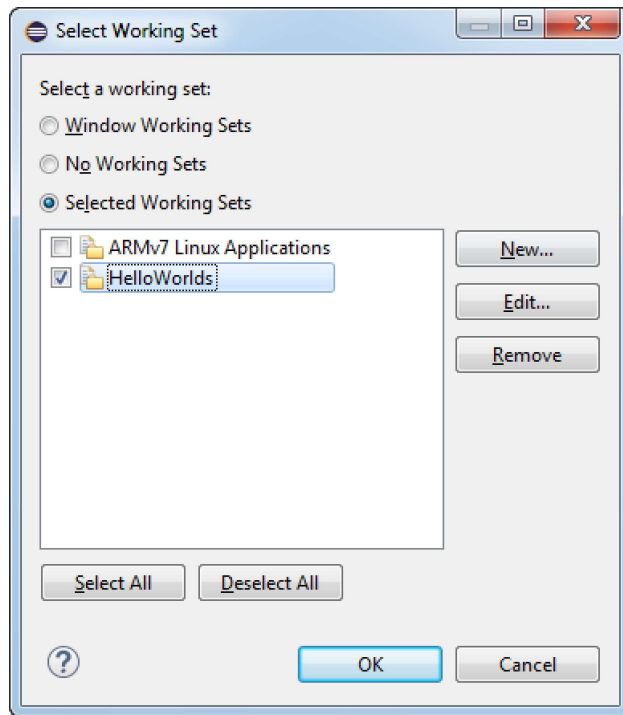 Select Working Set
Select a working set:
Window Working Sets
No Working Sets
Selected Working Sets
ARMv7 Linux Applications
HelloWorlds
New...
Edit...
Remove
Select All
Deselect All
?
OK
Cancel